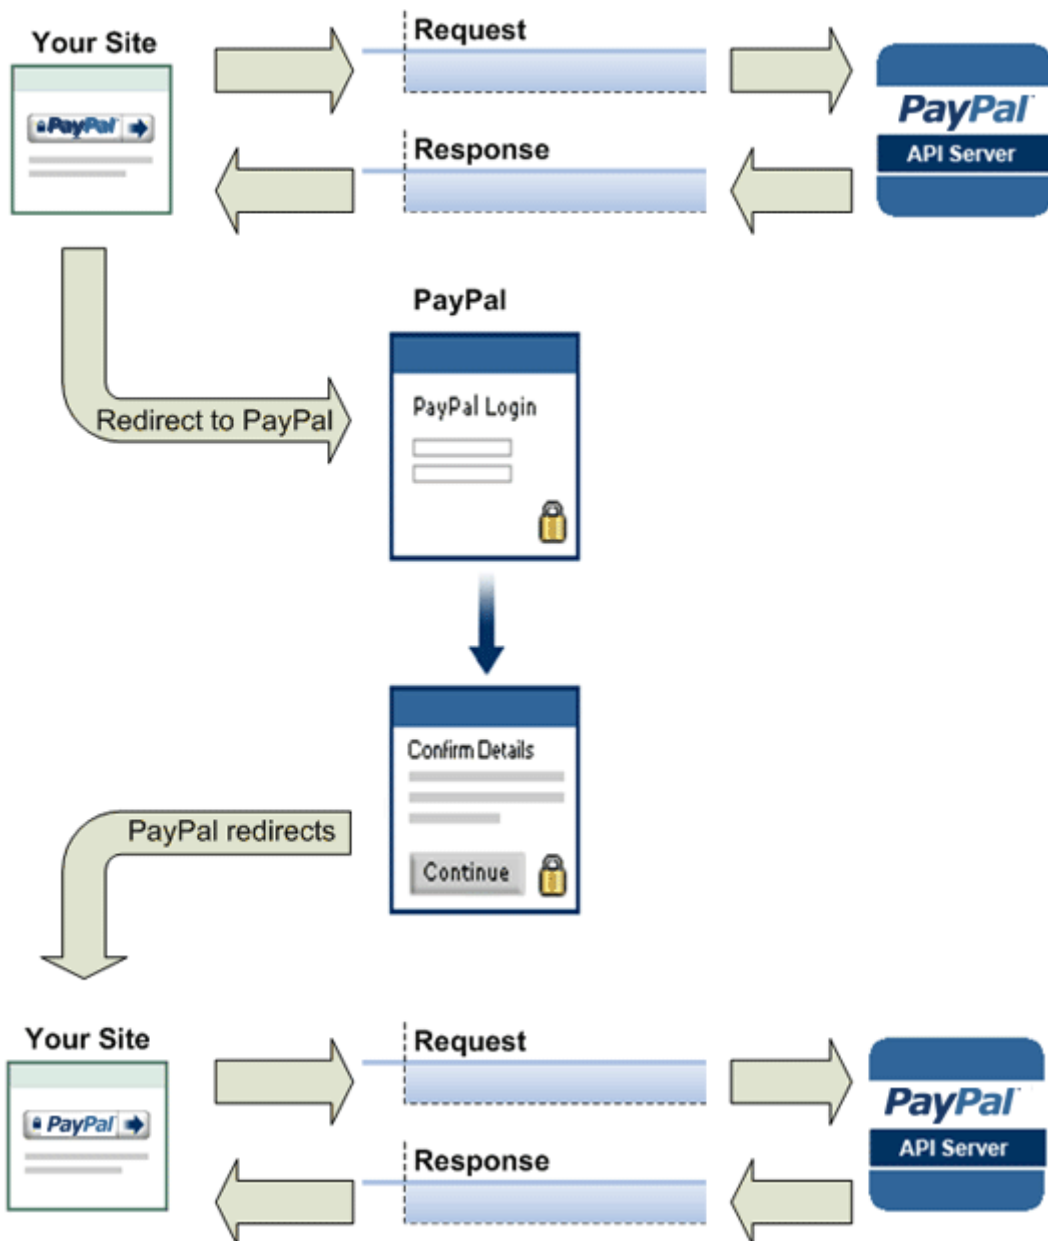 Your Site
PayPal
Request
Response
PayPal
API Server
PayPal
Redirect to PayPal
PayPal Login
Confirm Details
Continue
PayPal redirects
Your Site
PayPal
Request
Response
PayPal
API Server